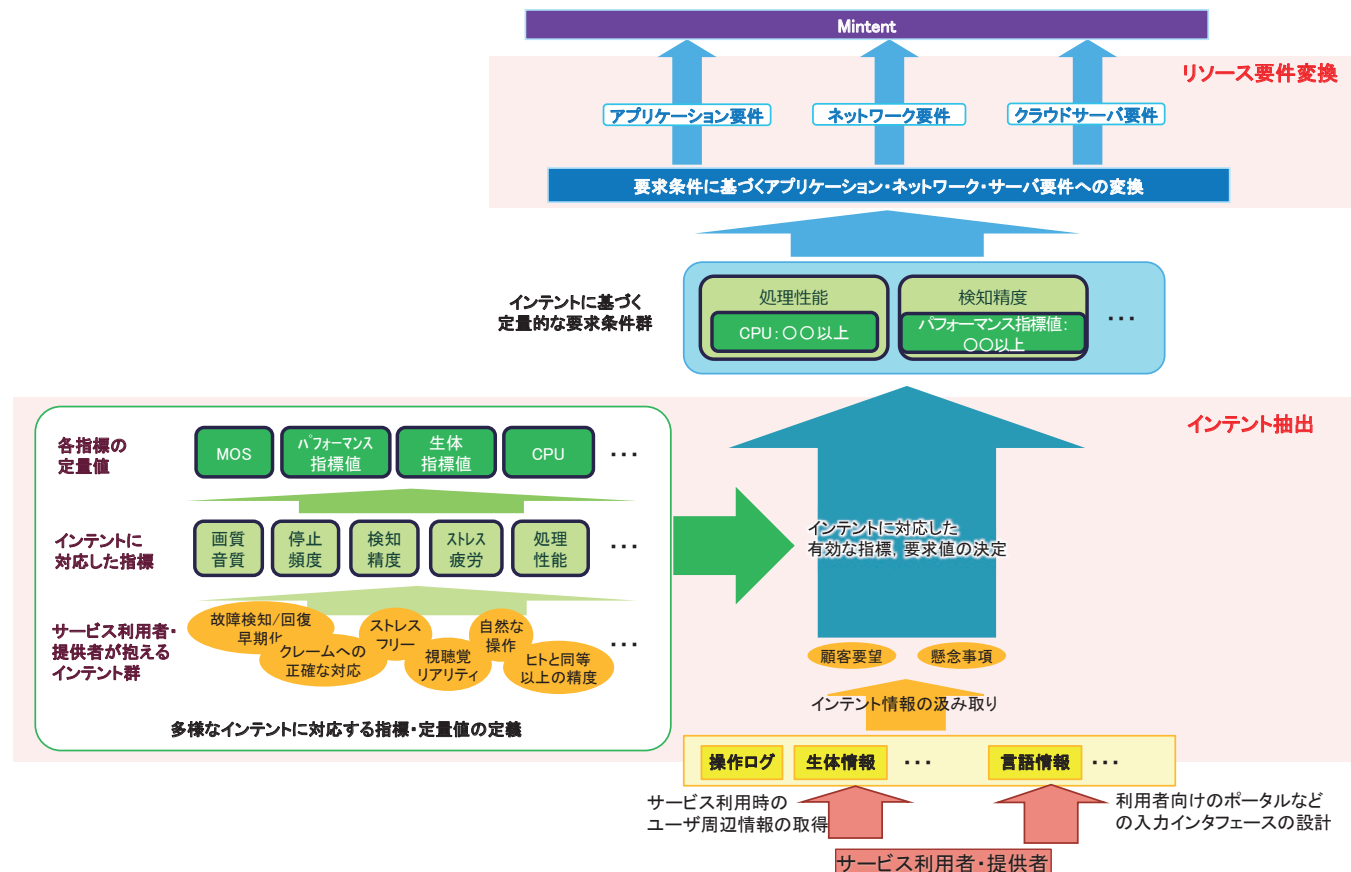 Mintent
リソース要件変換
アプリケーション要件
ネットワーク要件
クラウドサーバ要件
要求条件に基づくアプリケーション・ネットワーク・サーバ要件への変換
インテントに基づく
定量的な要求条件群
処理性能
CPU:〇〇以上
検知精度
パフォーマンス指標値:
〇〇以上
…
インテント抽出
各指標の
定量値
MOS
パフォーマンス
指標値
生体
指標値
CPU
…
インテントに
対応した指標
画質
音質
停止
頻度
検知
精度
ストレス
疲労
処理
性能
…
サービス利用者・
提供者が抱える
インテント群
故障検知/回復
早期化
クレームへの
正確な対応
ストレス
フリー
視聴覚
リアリティ
自然な
操作
ヒトと同等
以上の精度
…
多様なインテントに対応する指標・定量値の定義
インテントに対応した
有効な指標, 要求値の決定
顧客要望
懸念事項
インテント情報の汲み取り
操作ログ
生体情報
…
言語情報
…
サービス利用時の
ユーザ周辺情報の取得
利用者向けのポータルなど
の入力インタフェースの設計
サービス利用者・提供者